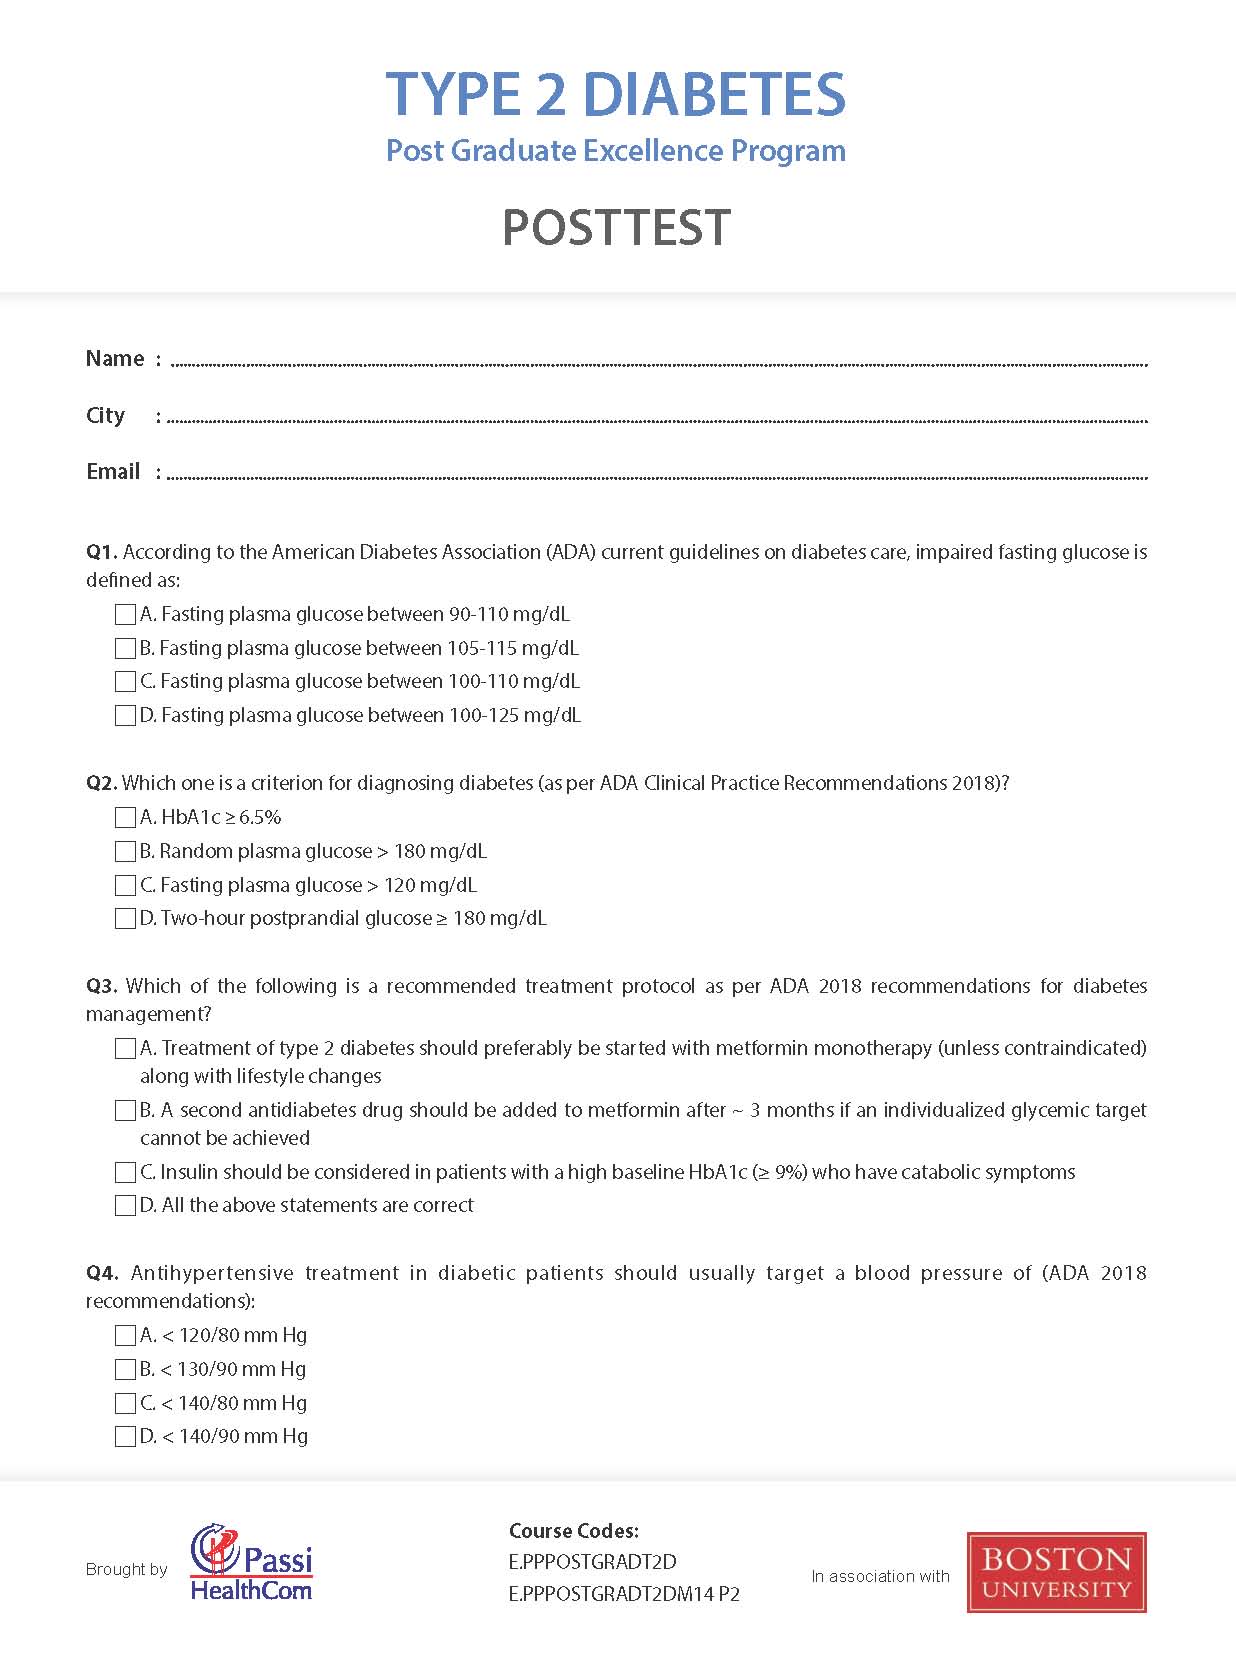 TYPE 2 DIABETES
Post Graduate Excellence Program
POSTTEST
Name :
City :
Email :
Q1. According to the American Diabetes Association (ADA) current guidelines on diabetes care, impaired fasting glucose is
defined as:
A. Fasting plasma glucose between 90-110 mg/dL
B. Fasting plasma glucose between 105-115 mg/dL
C. Fasting plasma glucose between 100-110 mg/dL
D. Fasting plasma glucose between 100-125 mg/dL
Q2. Which one is a criterion for diagnosing diabetes (as per ADA Clinical Practice Recommendations 2018)?
A. HbA1c ≥ 6.5%
B. Random plasma glucose > 180 mg/dL
C. Fasting plasma glucose > 120 mg/dL
D. Two-hour postprandial glucose ≥ 180 mg/dL
Q3. Which of the following is a recommended treatment protocol as per ADA 2018 recommendations for diabetes
management?
A. Treatment of type 2 diabetes should preferably be started with metformin monotherapy (unless contraindicated)
along with lifestyle changes
B. A second antidiabetes drug should be added to metformin after ~ 3 months if an individualized glycemic target
cannot be achieved
C. Insulin should be considered in patients with a high baseline HbA1c (≥ 9%) who have catabolic symptoms
D. All the above statements are correct
Q4. Antihypertensive treatment in diabetic patients should usually target a blood pressure of (ADA 2018
recommendations):
A. < 120/80 mm Hg
B. < 130/90 mm Hg
C. < 140/80 mm Hg
D. < 140/90 mm Hg
Brought by
Passi
HealthCom
Course Codes:
E.PPPOSTGRADT2D
E.PPPOSTGRADT2DM14 P2
In association with
BOSTON
UNIVERSITY